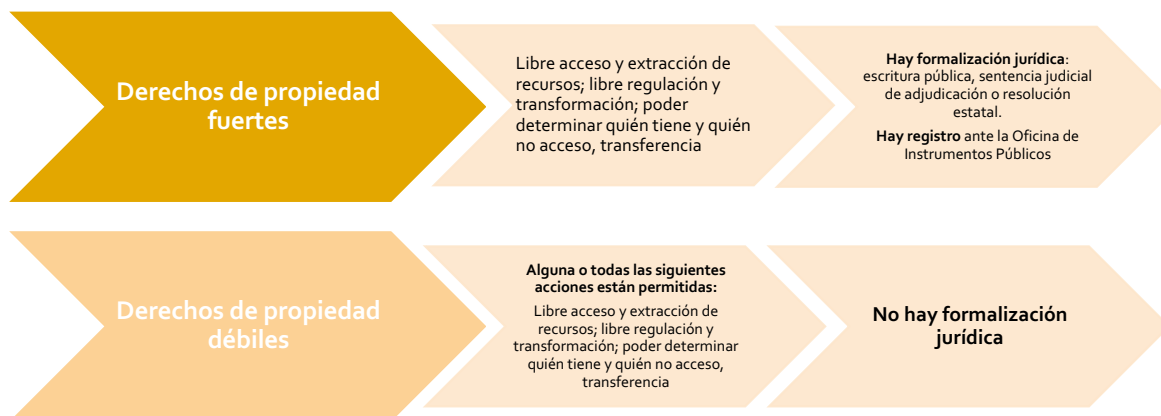 Derechos de propiedad
fuertes
Libre acceso y extracción de
recursos; libre regulación y
transformación; poder
determinar quién tiene y quién
no acceso, transferencia
Hay formalización jurídica:
escritura pública, sentencia judicial
de adjudicación o resolución
estatal.
Hay registro ante la Oficina de
Instrumentos Públicos
Derechos de propiedad
débiles
Alguna o todas las siguientes
acciones están permitidas:
Libre acceso y extracción de
recursos; libre regulación y
transformación; poder determinar
quién tiene y quién no acceso,
transferencia
No hay formalización
jurídica